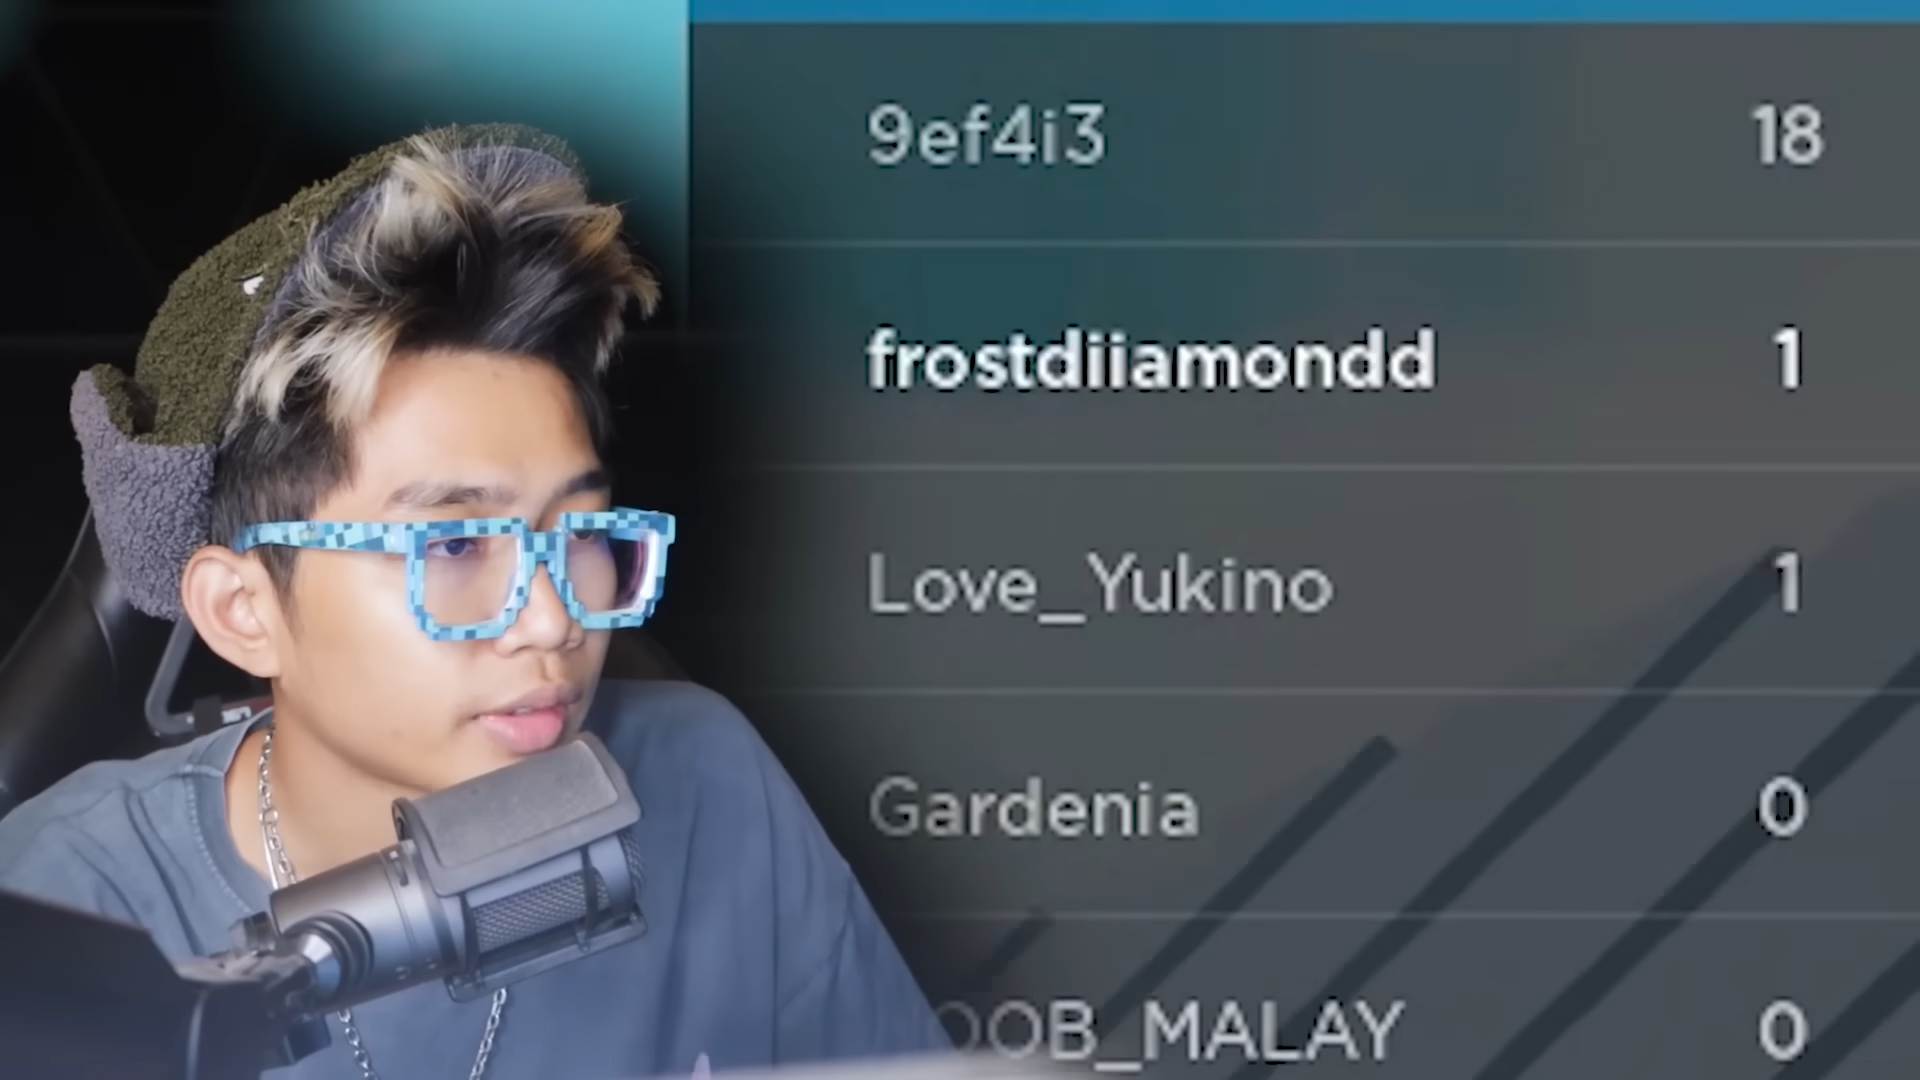 9ef4i3 18
frostdiiamondd 1
Love_Yukino 1
Gardenia 0
OOB_MALAY 0